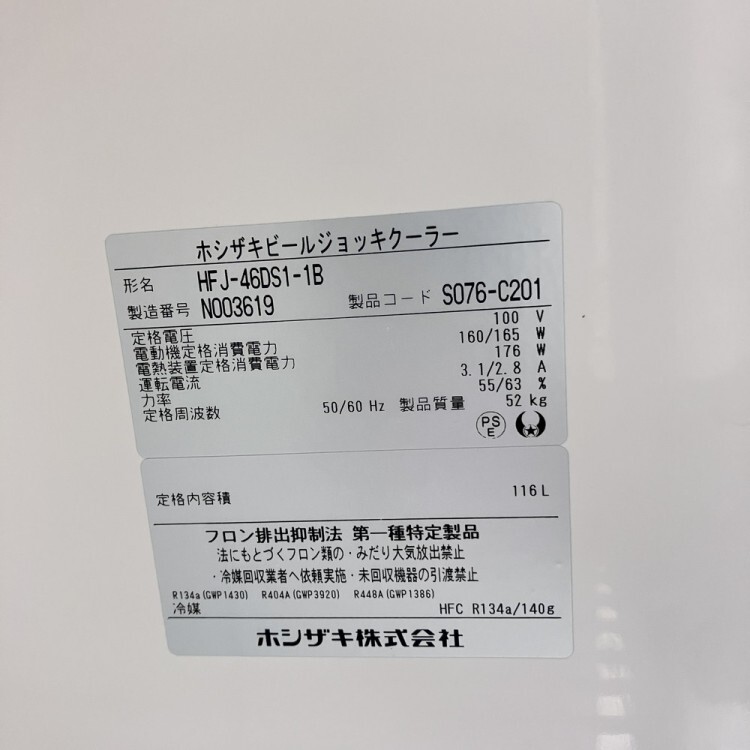 ホシザキビールジョッキクーラー
形名 HFJ-46DS1-1B
製造番号 N003619 製品コード S076-C201
定格電圧 100 V
電動機定格消費電力 160/165 W
電熱装置定格消費電力 176 W
運転電流 3.1/2.8 A
力率 55/63 %
定格周波数 50/60 Hz 製品質量 52 kg
PS
E
定格内容積 116 L
フロン排出抑制法 第一種特定製品
法にもとづくフロン類の・みだり大気放出禁止
・冷媒回収業者へ依頼実施・未回収機器の引渡禁止
R134a(GWP1430) R404A(GWP3920) R448A(GWP1386)
冷媒 HFC R134a/140g
ホシザキ株式会社